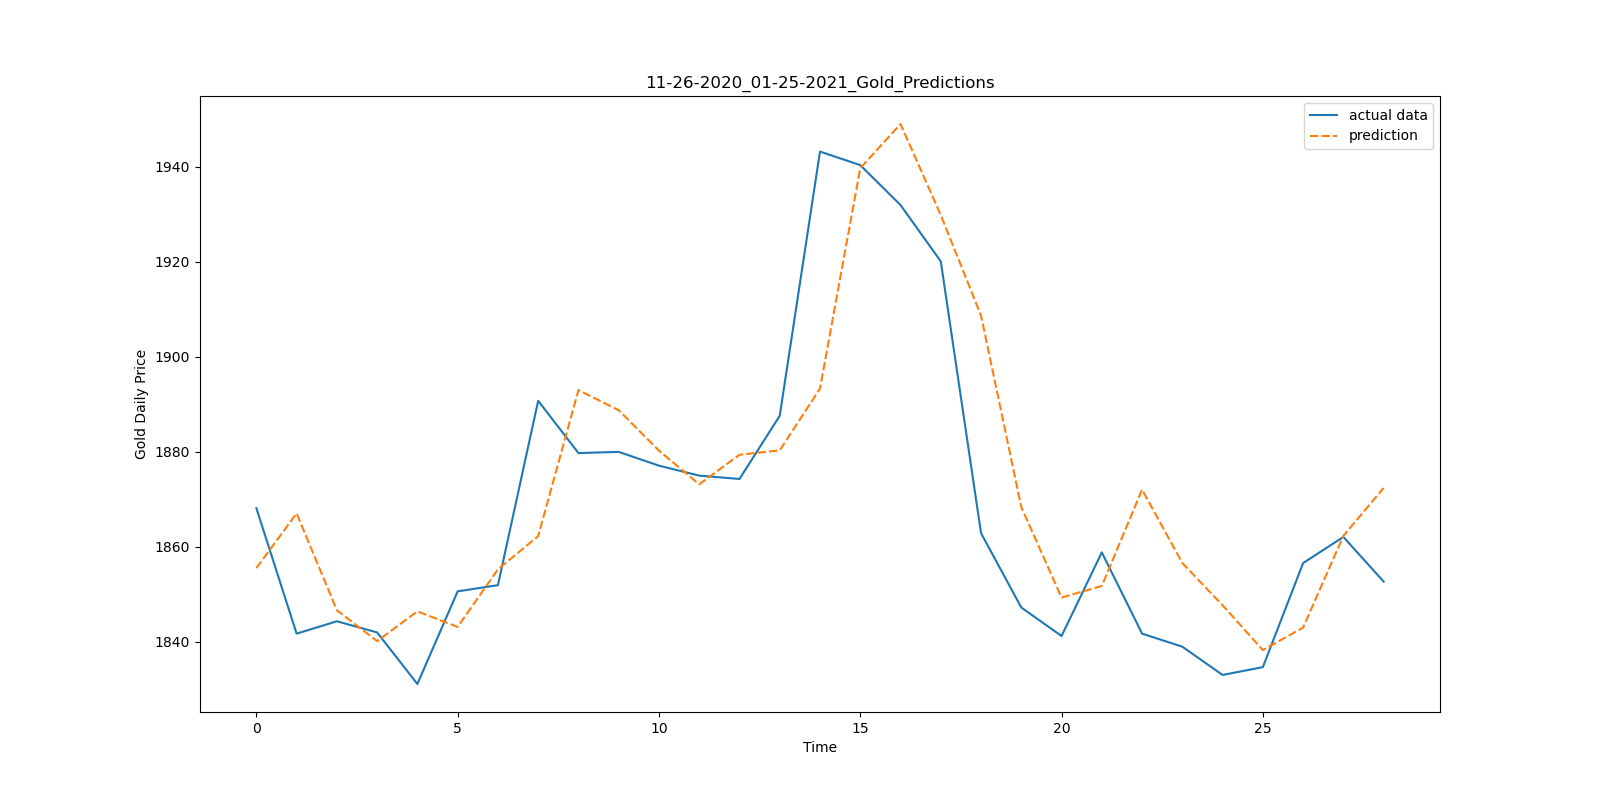 11-26-2020_01-25-2021_Gold_Predictions
actual data
prediction
Gold Daily Price
1940
1920
1900
1880
1860
1840
0 5 10 15 20 25
Time